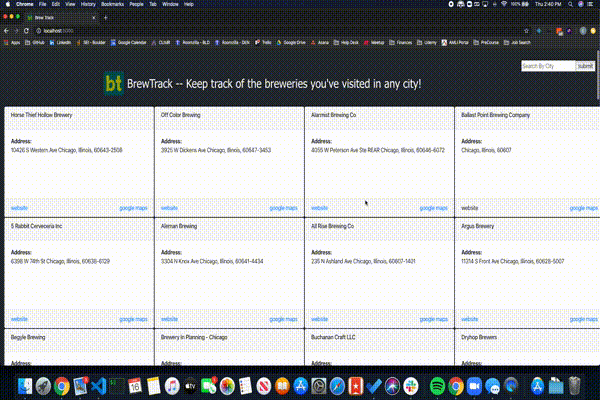 Chrome File Edit View History Bookmarks People Tab Window Help
100%
Thu 2:40 PM
Brew Track
localhost:3000
Apps GitHub LinkedIn SEI - Boulder Google Calendar CLSMR Roomzilla - BLD Roomzilla - DEN Trello Google Drive Asana Help Desk Meetup Finances Udemy AMU Portal PreCourse Job Search
Search By City submit
bt BrewTrack -- Keep track of the breweries you've visited in any city!
Horse Thief Hollow Brewery
Address:
10426 S Western Ave Chicago, Illinois, 60643-2508
website google maps
Off Color Brewing
Address:
3925 W Dickens Ave Chicago, Illinois, 60647-3453
website google maps
Alarmist Brewing Co
Address:
4055 W Peterson Ave Ste REAR Chicago, Illinois, 60646-6072
website google maps
Ballast Point Brewing Company
Address:
Chicago, Illinois, 60607
website google maps
5 Rabbit Cerveceria Inc
Address:
6398 W 74th St Chicago, Illinois, 60638-6129
website google maps
Aleman Brewing
Address:
3304 N Knox Ave Chicago, Illinois, 60641-4434
website google maps
All Rise Brewing Co
Address:
235 N Ashland Ave Chicago, Illinois, 60607-1401
website google maps
Argus Brewery
Address:
11314 S Front Ave Chicago, Illinois, 60628-5007
website google maps
Begyle Brewing
Address:
Brewery In Planning - Chicago
Address:
Buchanan Craft LLC
Address:
Dryhop Brewers
Address: